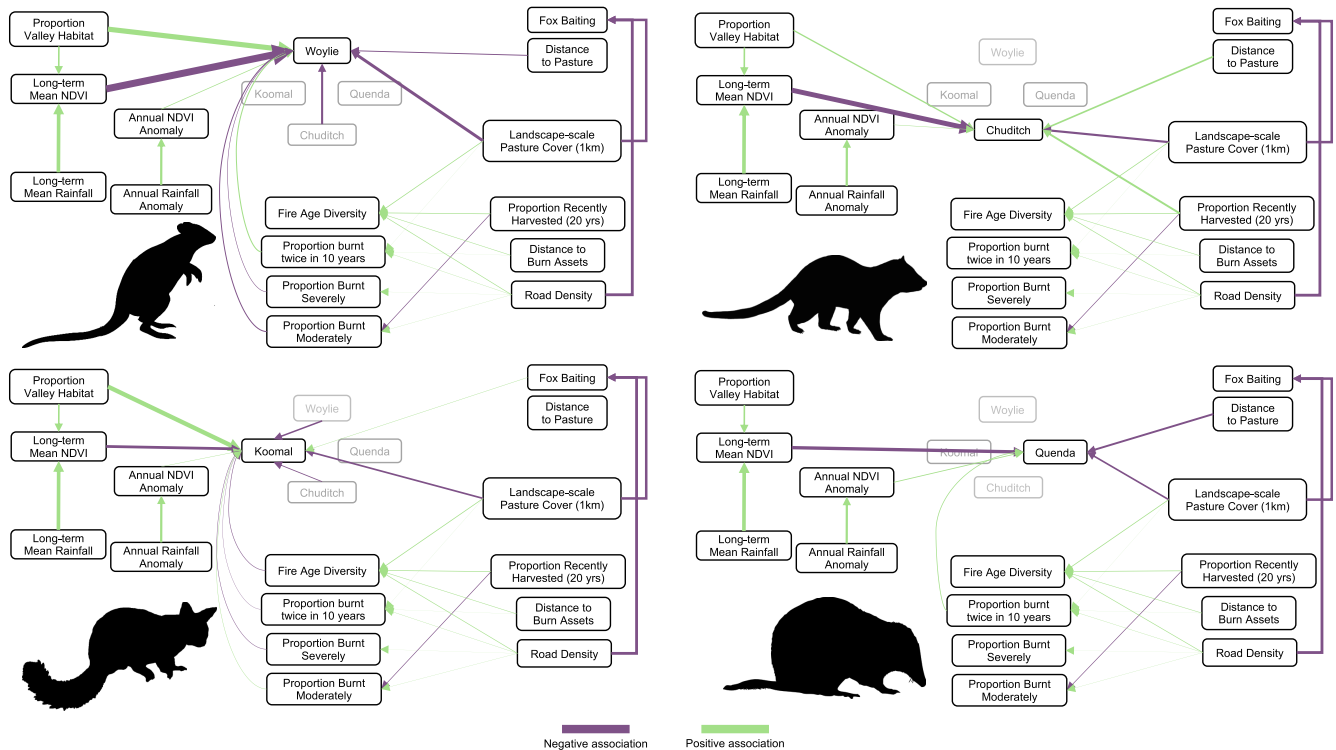 Proportion
Valley Habitat
Long-term
Mean NDVI
Annual NDVI
Anomaly
Long-term
Mean Rainfall
Annual Rainfall
Anomaly
Woylie
Koomal
Quenda
Chuditch
Fox Baiting
Distance
to Pasture
Landscape-scale
Pasture Cover (1km)
Fire Age Diversity
Proportion burnt
twice in 10 years
Proportion Burnt
Severely
Proportion Burnt
Moderately
Proportion Recently
Harvested (20 yrs)
Distance to
Burn Assets
Road Density
Proportion
Valley Habitat
Long-term
Mean NDVI
Annual NDVI
Anomaly
Long-term
Mean Rainfall
Annual Rainfall
Anomaly
Woylie
Koomal
Quenda
Chuditch
Fox Baiting
Distance
to Pasture
Landscape-scale
Pasture Cover (1km)
Fire Age Diversity
Proportion burnt
twice in 10 years
Proportion Burnt
Severely
Proportion Burnt
Moderately
Proportion Recently
Harvested (20 yrs)
Distance to
Burn Assets
Road Density
Proportion
Valley Habitat
Long-term
Mean NDVI
Annual NDVI
Anomaly
Long-term
Mean Rainfall
Annual Rainfall
Anomaly
Woylie
Koomal
Quenda
Chuditch
Fox Baiting
Distance
to Pasture
Landscape-scale
Pasture Cover (1km)
Fire Age Diversity
Proportion burnt
twice in 10 years
Proportion Burnt
Severely
Proportion Burnt
Moderately
Proportion Recently
Harvested (20 yrs)
Distance to
Burn Assets
Road Density
Proportion
Valley Habitat
Long-term
Mean NDVI
Annual NDVI
Anomaly
Long-term
Mean Rainfall
Annual Rainfall
Anomaly
Woylie
Koomal
Quenda
Chuditch
Fox Baiting
Distance
to Pasture
Landscape-scale
Pasture Cover (1km)
Fire Age Diversity
Proportion burnt
twice in 10 years
Proportion Burnt
Severely
Proportion Burnt
Moderately
Proportion Recently
Harvested (20 yrs)
Distance to
Burn Assets
Road Density
Negative association
Positive association